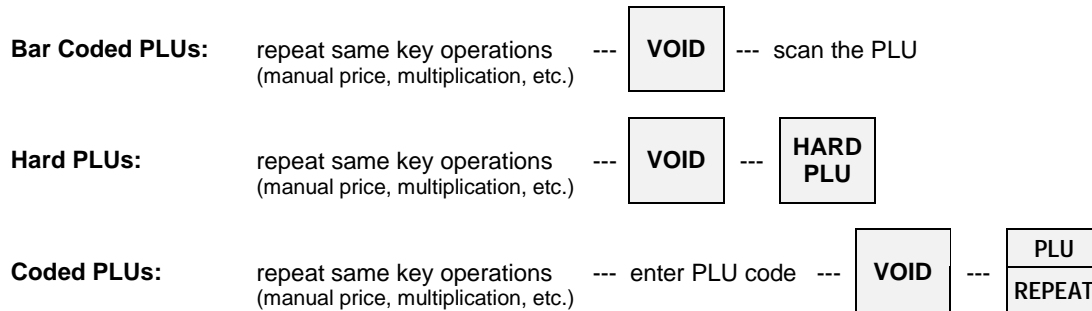 Bar Coded PLUs: repeat same key operations --- VOID --- scan the PLU
(manual price, multiplication, etc.)
Hard PLUs: repeat same key operations --- VOID --- HARD PLU
(manual price, multiplication, etc.)
Coded PLUs: repeat same key operations --- enter PLU code --- VOID --- PLU
REPEAT
(manual price, multiplication, etc.)